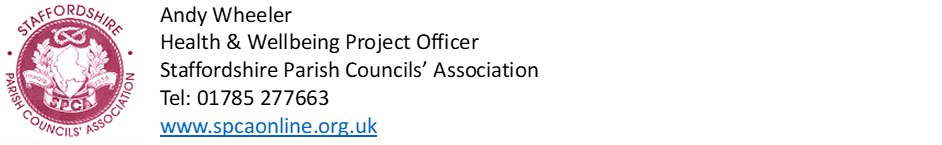 STAFFORDSHIRE
PARISH COUNCILS' ASSOCIATION
SPCA
Andy Wheeler
Health & Wellbeing Project Officer
Staffordshire Parish Councils’ Association
Tel: 01785 277663
www.spcaonline.org.uk